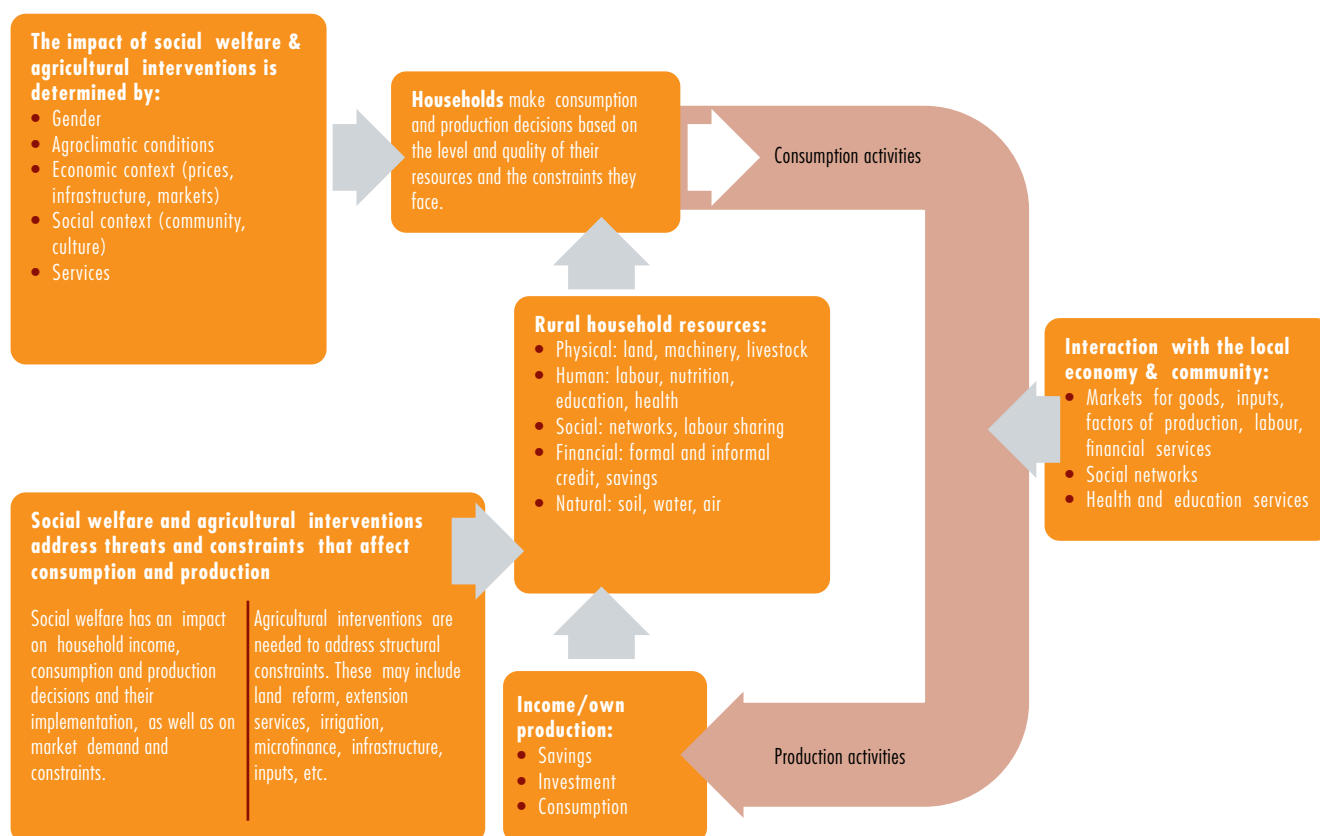 The impact of social welfare &
agricultural interventions is
determined by:
• Gender
• Agroclimatic conditions
• Economic context (prices,
infrastructure, markets)
• Social context (community,
culture)
• Services
Households make consumption
and production decisions based on
the level and quality of their
resources and the constraints they
face.
Consumption activities
Rural household resources:
• Physical: land, machinery, livestock
• Human: labour, nutrition,
education, health
• Social: networks, labour sharing
• Financial: formal and informal
credit, savings
• Natural: soil, water, air
Interaction with the local
economy & community:
• Markets for goods, inputs,
factors of production, labour,
financial services
• Social networks
• Health and education services
Social welfare and agricultural interventions
address threats and constraints that affect
consumption and production
Social welfare has an impact
on household income,
consumption and production
decisions and their
implementation, as well as on
market demand and
constraints.
Agricultural interventions are
needed to address structural
constraints. These may include
land reform, extension
services, irrigation,
microfinance, infrastructure,
inputs, etc.
Income/own
production:
• Savings
• Investment
• Consumption
Production activities